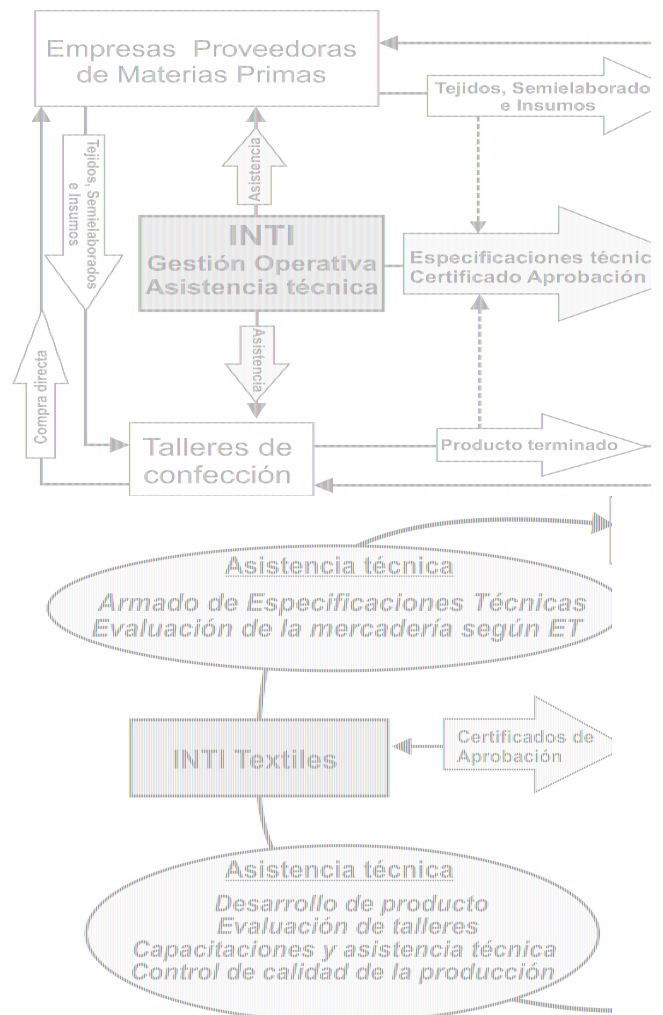 Empresas Proveedoras
de Materias Primas
Tejidos, Semielaborado
e Insumos
Tejidos, Semielaborados
e Insumos
Asistencia
INTI
Gestión Operativa
Asistencia técnica
Especificaciones técnic
Certificado Aprobación
Compra directa
Asistencia
Talleres de
confección
Producto terminado
Asistencia técnica
Armado de Especificaciones Técnicas
Evaluación de la mercadería según ET
INTI Textiles
Certificados de
Aprobación
Asistencia técnica
Desarrollo de producto
Evaluación de talleres
Capacitaciones y asistencia técnica
Control de calidad de la producción